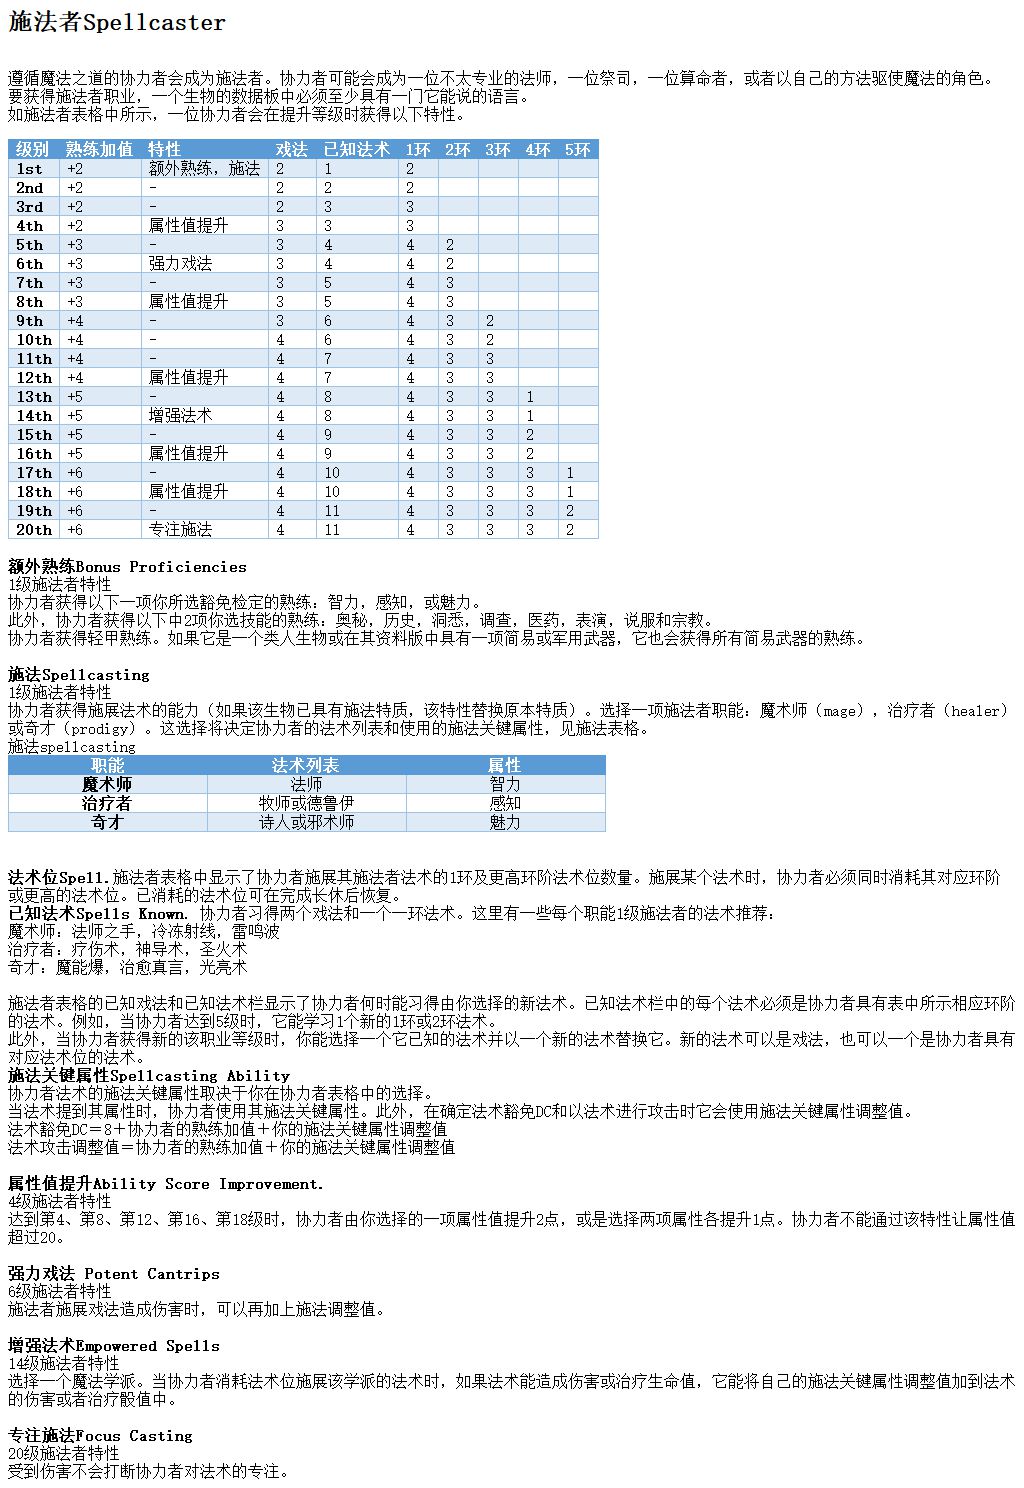 施法者Spellcaster
遵循魔法之道的协力者会成为施法者。协力者可能会成为一位不太专业的法师，一位祭司，一位算命者，或者以自己的方法驱使魔法的角色。
要获得施法者职业，一个生物的数据板中必须至少具有一门它能说的语言。
如施法者表格中所示，一位协力者会在提升等级时获得以下特性。
级别 熟练加值 特性 戏法 已知法术 1环 2环 3环 4环 5环
1st +2 额外熟练，施法 2 1 2
2nd +2 - 2 2 2
3rd +2 - 2 3 3
4th +2 属性值提升 3 3 3
5th +3 - 3 4 4 2
6th +3 强力戏法 3 4 4 2
7th +3 - 3 5 4 3
8th +3 属性值提升 3 5 4 3
9th +4 - 3 6 4 3 2
10th +4 - 4 6 4 3 2
11th +4 - 4 7 4 3 3
12th +4 属性值提升 4 7 4 3 3
13th +5 - 4 8 4 3 3 1
14th +5 增强法术 4 8 4 3 3 1
15th +5 - 4 9 4 3 3 2
16th +5 属性值提升 4 9 4 3 3 2
17th +6 - 4 10 4 3 3 3 1
18th +6 属性值提升 4 10 4 3 3 3 1
19th +6 - 4 11 4 3 3 3 2
20th +6 专注施法 4 11 4 3 3 3 2
额外熟练Bonus Proficiencies
1级施法者特性
协力者获得以下一项你所选豁免检定的熟练：智力，感知，或魅力。
此外，协力者获得以下中2项你选技能的熟练：奥秘，历史，洞悉，调查，医药，表演，说服和宗教。
协力者获得轻甲熟练。如果它是一个类人生物或在其资料版中具有一项简易或军用武器，它也会获得所有简易武器的熟练。
施法Spellcasting
1级施法者特性
协力者获得施展法术的能力（如果该生物已具有施法特质，该特性替换原本特质）。选择一项施法者职能：魔术师（mage），治疗者（healer）
或奇才（prodigy）。这选择将决定协力者的法术列表和使用的施法关键属性，见施法表格。
施法spellcasting
职能 法术列表 属性
魔术师 法师 智力
治疗者 牧师或德鲁伊 感知
奇才 诗人或邪术师 魅力
法术位Spell.施法者表格中显示了协力者施展其施法者法术的1环及更高环阶法术位数量。施展某个法术时，协力者必须同时消耗其对应环阶
或更高的法术位。已消耗的法术位可在完成长休后恢复。
已知法术Spells Known. 协力者习得两个戏法和一个一环法术。这里有一些每个职能1级施法者的法术推荐：
魔术师：法师之手，冷冻射线，雷鸣波
治疗者：疗伤术，神导术，圣火术
奇才：魔能爆，治愈真言，光亮术
施法者表格的已知戏法和已知法术栏显示了协力者何时能习得由你选择的新法术。已知法术栏中的每个法术必须是协力者具有表中所示相应环阶
的法术。例如，当协力者达到5级时，它能学习1个新的1环或2环法术。
此外，当协力者获得新的该职业等级时，你能选择一个它已知的法术并以一个新的法术替换它。新的法术可以是戏法，也可以一个是协力者具有
对应法术位的法术。
施法关键属性Spellcasting Ability
协力者法术的施法关键属性取决于你在协力者表格中的选择。
当法术提到其属性时，协力者使用其施法关键属性。此外，在确定法术豁免DC和以法术进行攻击时它会使用施法关键属性调整值。
法术豁免DC＝8＋协力者的熟练加值＋你的施法关键属性调整值
法术攻击调整值＝协力者的熟练加值＋你的施法关键属性调整值
属性值提升Ability Score Improvement.
4级施法者特性
达到第4、第8、第12、第16、第18级时，协力者由你选择的一项属性值提升2点，或是选择两项属性各提升1点。协力者不能通过该特性让属性值
超过20。
强力戏法 Potent Cantrips
6级施法者特性
施法者施展戏法造成伤害时，可以再加上施法调整值。
增强法术Empowered Spells
14级施法者特性
选择一个魔法学派。当协力者消耗法术位施展该学派的法术时，如果法术能造成伤害或治疗生命值，它能将自己的施法关键属性调整值加到法术
的伤害或者治疗骰值中。
专注施法Focus Casting
20级施法者特性
受到伤害不会打断协力者对法术的专注。